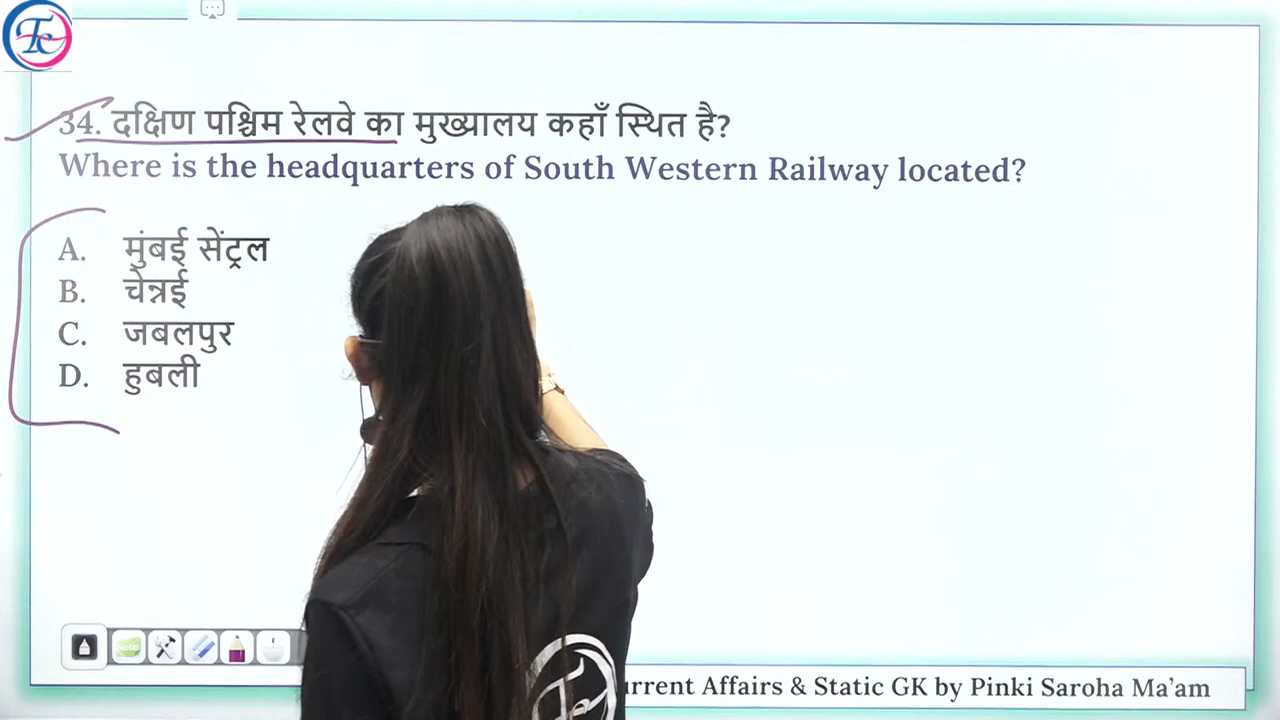 34. दक्षिण पश्चिम रेलवे का मुख्यालय कहाँ स्थित है?
Where is the headquarters of South Western Railway located?
A. मुंबई सेंट्रल
B. चेन्नई
C. जबलपुर
D. हुबली
Affairs & Static GK by Pinki Saroha Ma'am